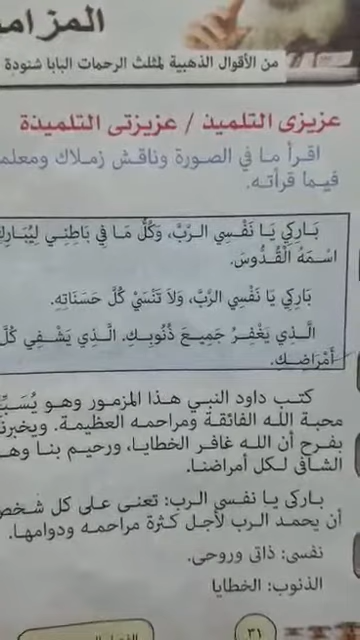 المزامير
من الأقوال الذهبية لمثلث الرحمات البابا شنودة
عزيزى التلميذ / عزيزتى التلميذة
اقرأ ما في الصورة وناقش زملاك ومعلم
فيما قرأته.
بَارِكِي يَا نَفْسِي الرَّبَّ، وَكُلُّ مَا فِي بَاطِنِي لِيُبَارِكِ
اسْمَهُ الْقُدُّوسَ.
بَارِكِي يَا نَفْسِي الرَّبَّ، وَلاَ تَنْسَيْ كُلَّ حَسَنَاتِهِ.
الَّذِي يَغْفِرُ جَمِيعَ ذُنُوبِكِ. الَّذِي يَشْفِي كُلَّ
أَمْرَاضِكِ.
كتب داود النبي هذا المزمور وهو يُسَبِّح
محبة الله الفائقة ومراحمه العظيمة. ويخبرنا
بفرح أن الله غافر الخطايا، ورحيم بنا وهو
الشافى لكل أمراضنا.
باركى يا نفسى الرب: تعنى على كل شخص
أن يحمد الرب لأجل كثرة مراحمه ودوامها.
نفسى: ذاتى وروحى.
الذنوب: الخطايا
٣١